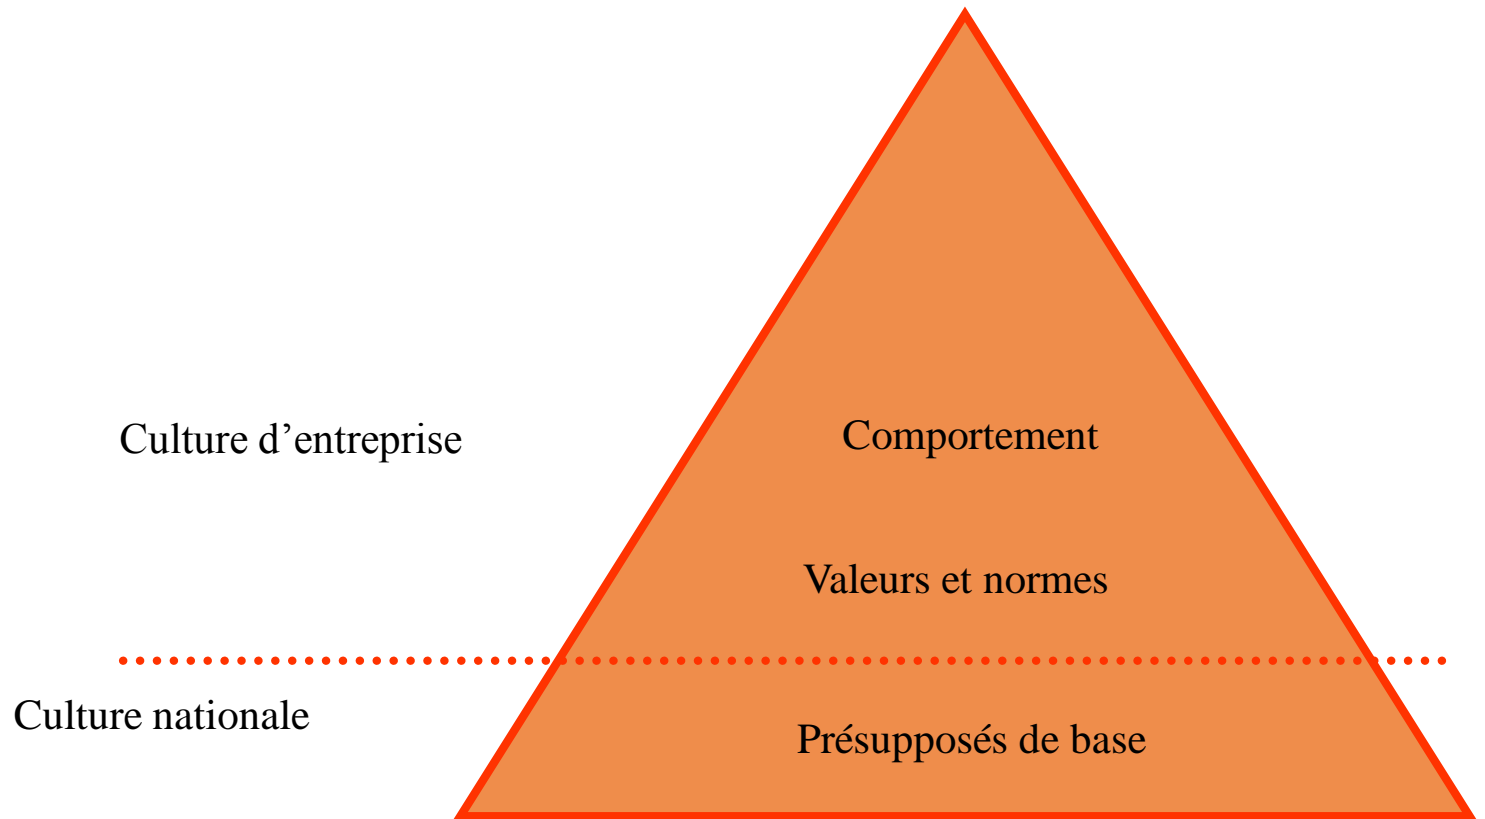 Culture d’entreprise
Comportement
Valeurs et normes
Culture nationale
Présupposés de base